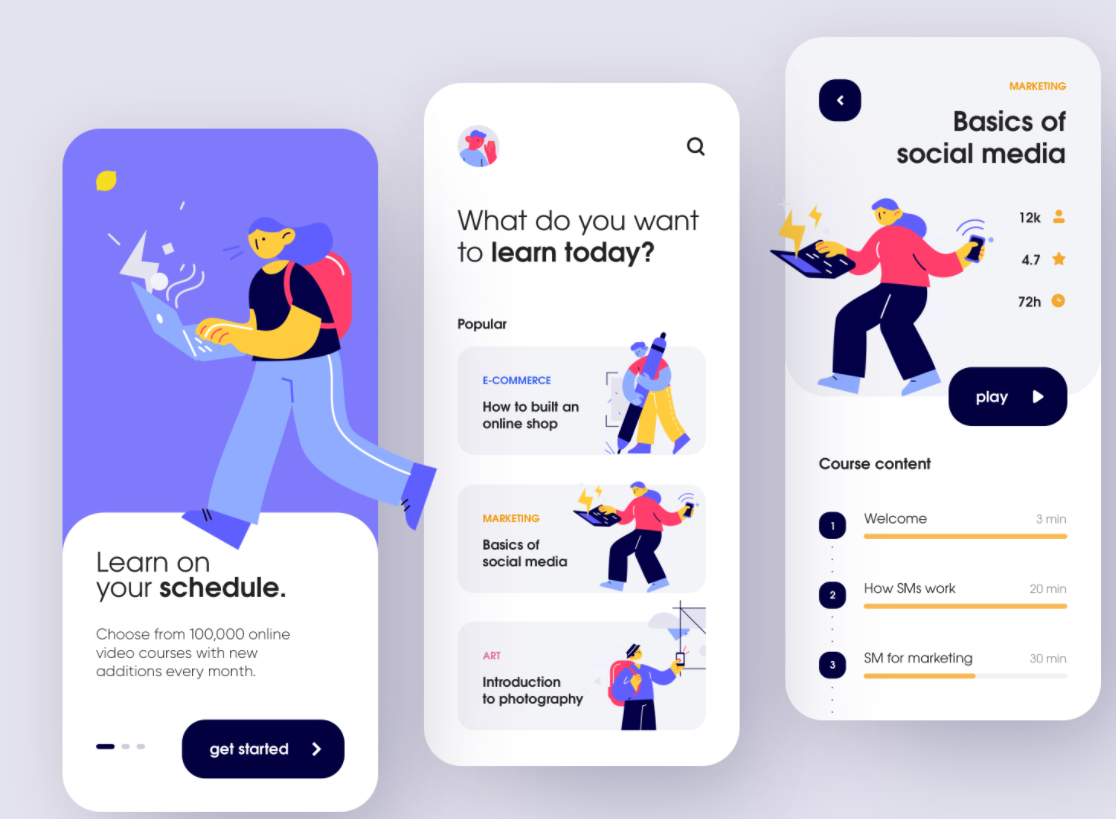 Learn on
your schedule.
Choose from 100,000 online
video courses with new
additions every month.
get started
What do you want
to learn today?
Popular
E-COMMERCE
How to built an
online shop
MARKETING
Basics of
social media
ART
Introduction
to photography
MARKETING
Basics of
social media
12k
4.7
72h
play
Course content
1 Welcome 3 min
2 How SMs work 20 min
3 SM for marketing 30 min